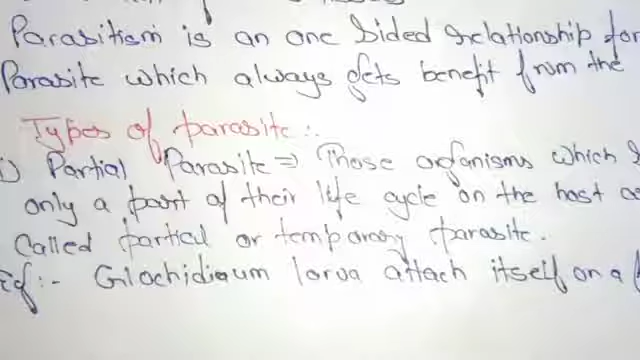 Parasitism is an one sided relationship for
Parasite which always gets benefit from the
Types of parasite:.
i) Partial Parasite => Those organisms which
only a part of their life cycle on the host
Called partial or temporary parasite.
Eg:- Glochidium larva attach itself on a